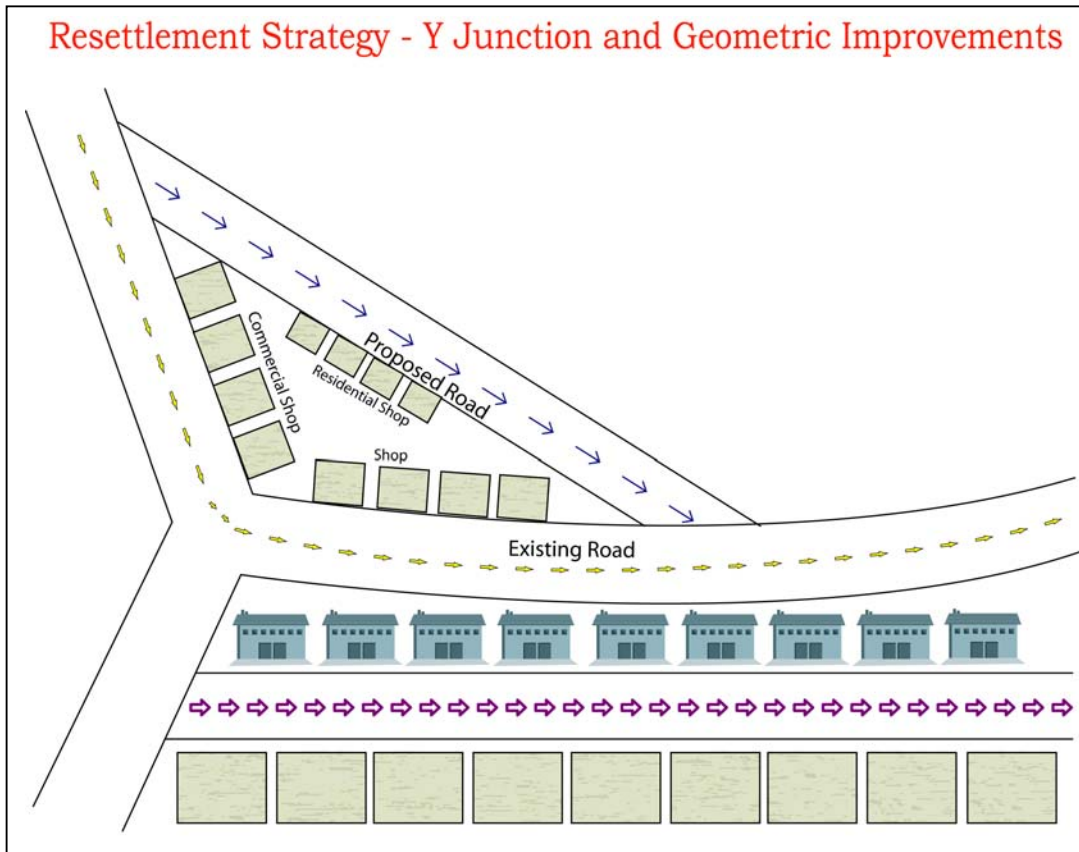 Resettlement Strategy - Y Junction and Geometric Improvements
Proposed Road
Commercial Shop
Residential Shop
Shop
Existing Road